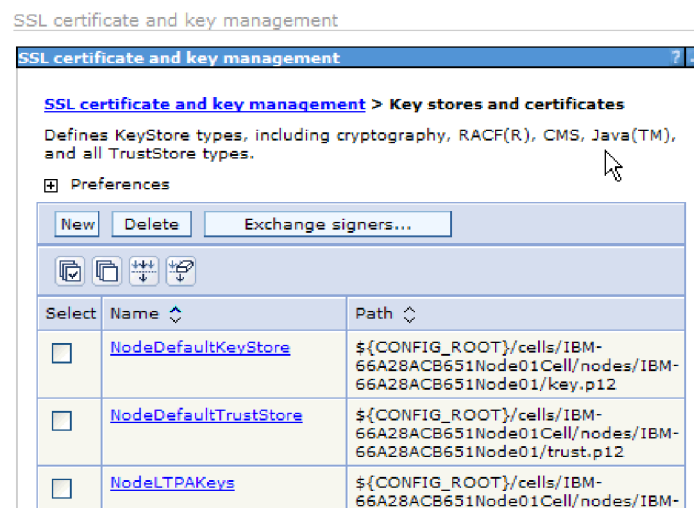 SSL certificate and key management
SSL certificate and key management ?
SSL certificate and key management > Key stores and certificates
Defines KeyStore types, including cryptography, RACF(R), CMS, Java(TM),
and all TrustStore types.
Preferences
New Delete Exchange signers...
Select Name Path
NodeDefaultKeyStore ${CONFIG_ROOT}/cells/IBM-
66A28ACB651Node01Cell/nodes/IBM-
66A28ACB651Node01/key.p12
NodeDefaultTrustStore ${CONFIG_ROOT}/cells/IBM-
66A28ACB651Node01Cell/nodes/IBM-
66A28ACB651Node01/trust.p12
NodeLTPAKeys ${CONFIG_ROOT}/cells/IBM-
66A28ACB651Node01Cell/nodes/IBM-